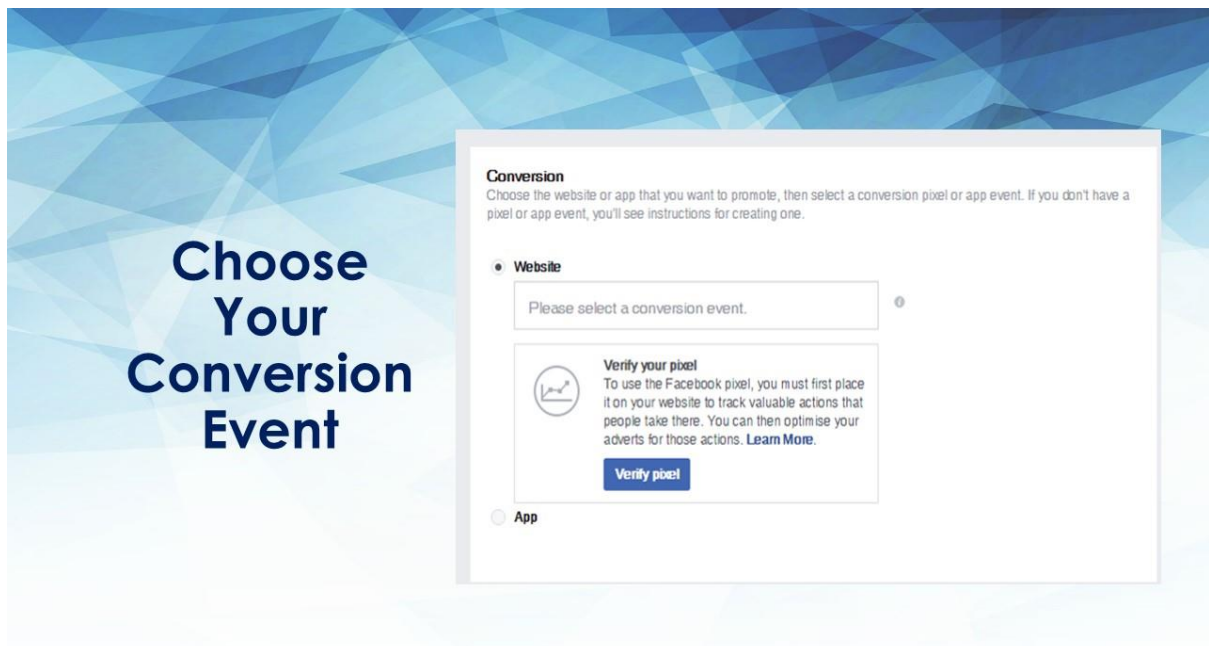 Choose
Your
Conversion
Event
Conversion
Choose the website or app that you want to promote, then select a conversion pixel or app event. If you don't have a
pixel or app event, you'll see instructions for creating one.
Website
Please select a conversion event.
Verify your pixel
To use the Facebook pixel, you must first place
it on your website to track valuable actions that
people take there. You can then optimise your
adverts for those actions. Learn More.
Verify pixel
App